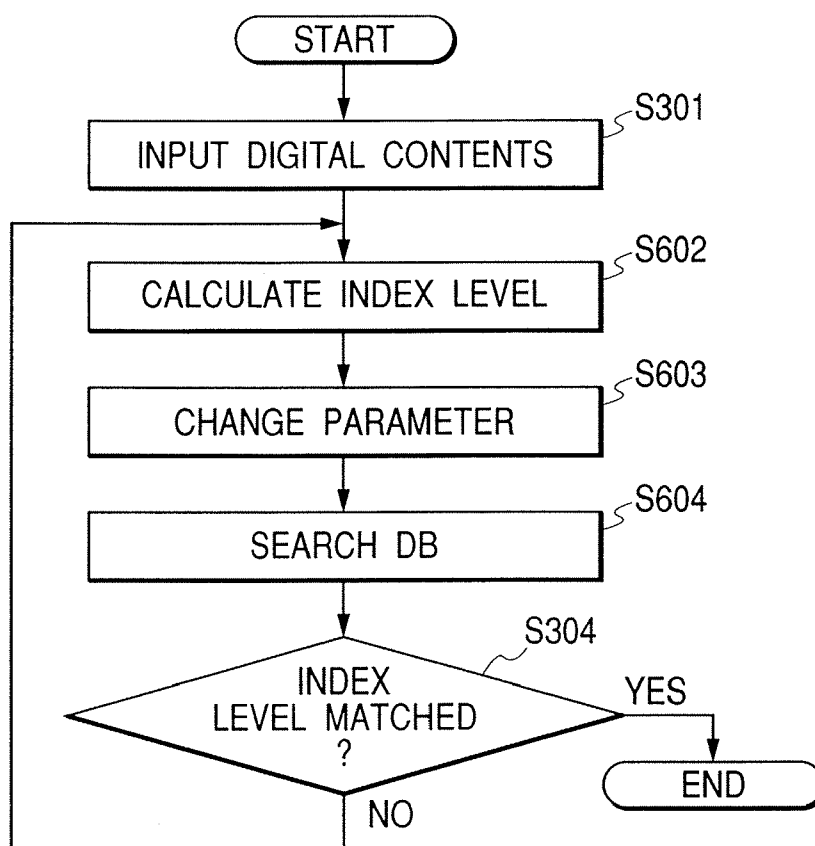 START
S301
INPUT DIGITAL CONTENTS
S602
CALCULATE INDEX LEVEL
S603
CHANGE PARAMETER
S604
SEARCH DB
S304
INDEX
LEVEL MATCHED
?
YES
END
NO